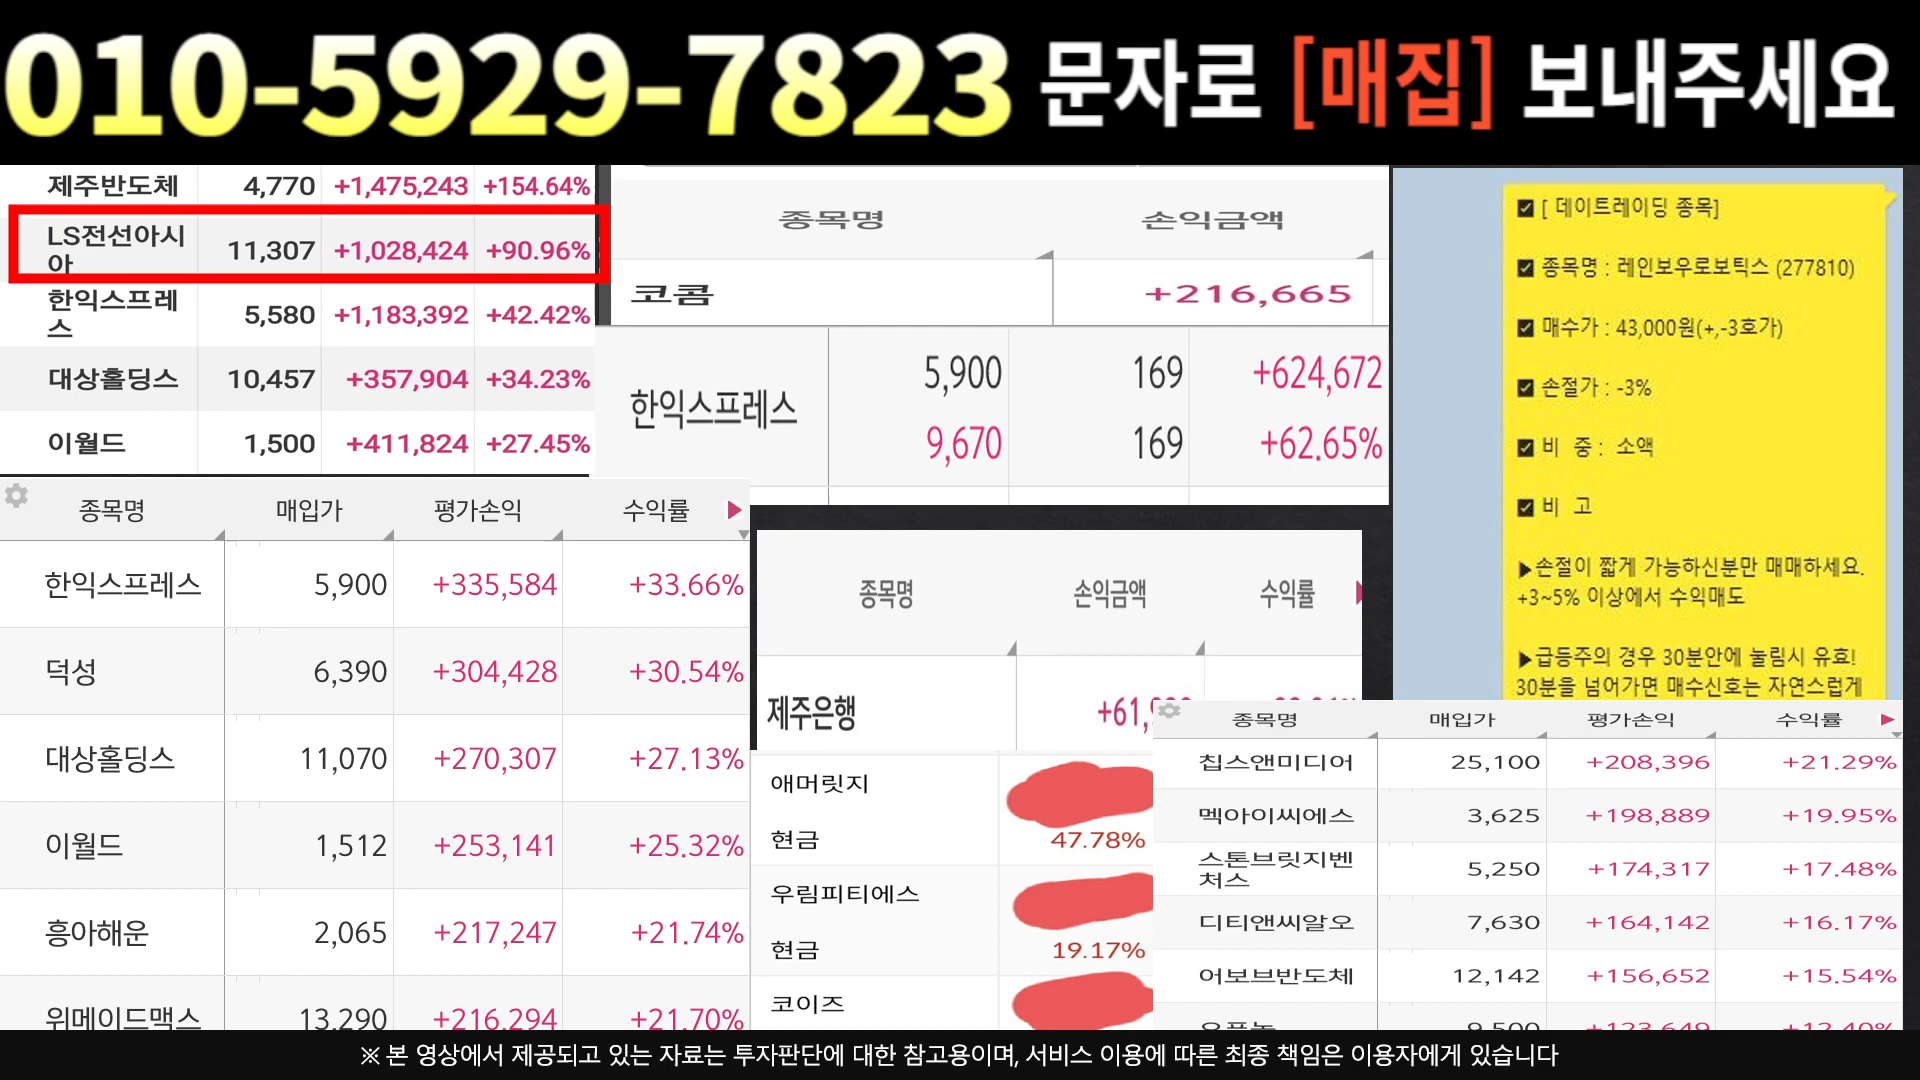 010-5929-7823 문자로 [매집] 보내주세요
제주반도체 4,770 +1,475,243 +154.64%
LS전선아시
아 11,307 +1,028,424 +90.96%
한익스프레
스 5,580 +1,183,392 +42.42%
대상홀딩스 10,457 +357,904 +34.23%
이월드 1,500 +411,824 +27.45%
종목명 손익금액
코콤 +216,665
한익스프레스
5,900 169 +624,672
9,670 169 +62.65%
☑ [ 데이트레이딩 종목]
☑ 종목명 : 레인보우로보틱스 (277810)
☑ 매수가 : 43,000원(+,-3호가)
☑ 손절가 : -3%
☑ 비 중 : 소액
☑ 비 고
▶손절이 짧게 가능하신분만 매매하세요.
+3~5% 이상에서 수익매도
▶급등주의 경우 30분안에 눌림시 유효!
30분을 넘어가면 매수신호는 자연스럽게
종목명 매입가 평가손익 수익률
한익스프레스 5,900 +335,584 +33.66%
덕성 6,390 +304,428 +30.54%
대상홀딩스 11,070 +270,307 +27.13%
이월드 1,512 +253,141 +25.32%
흥아해운 2,065 +217,247 +21.74%
위메이드맥스 13,290 +216,294 +21.70%
종목명 손익금액 수익률
제주은행 +61,
애머릿지
현금 47.78%
우림피티에스
현금 19.17%
코이즈
종목명 매입가 평가손익 수익률
칩스앤미디어 25,100 +208,396 +21.29%
멕아이씨에스 3,625 +198,889 +19.95%
스톤브릿지벤
처스 5,250 +174,317 +17.48%
디티앤씨알오 7,630 +164,142 +16.17%
어보브반도체 12,142 +156,652 +15.54%
※ 본 영상에서 제공되고 있는 자료는 투자판단에 대한 참고용이며, 서비스 이용에 따른 최종 책임은 이용자에게 있습니다